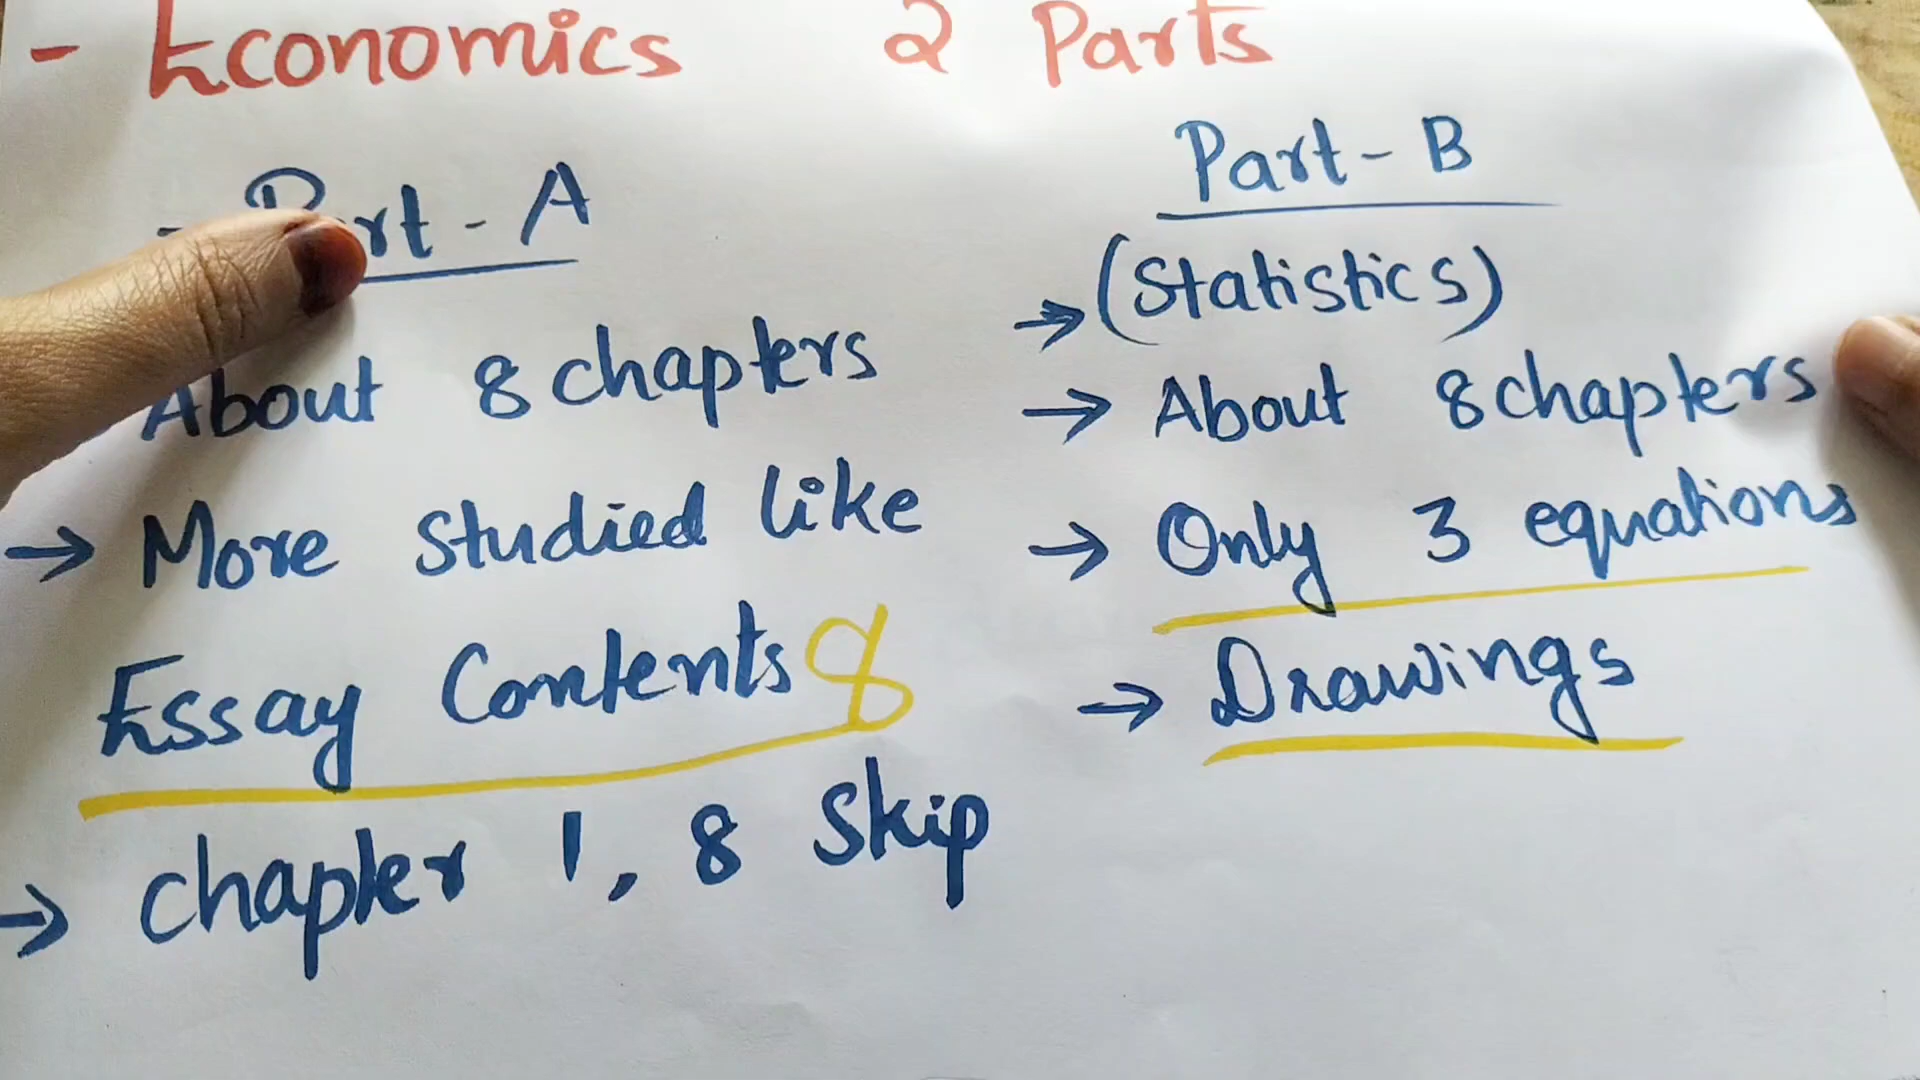 - Economics 2 Parts
Part - A
About 8 chapters
→ More studied like
Essay Contents 8
→ chapter 1, 8 Skip
Part - B
→ (Statistics)
→ About 8 chapters
→ Only 3 equations
→ Drawings